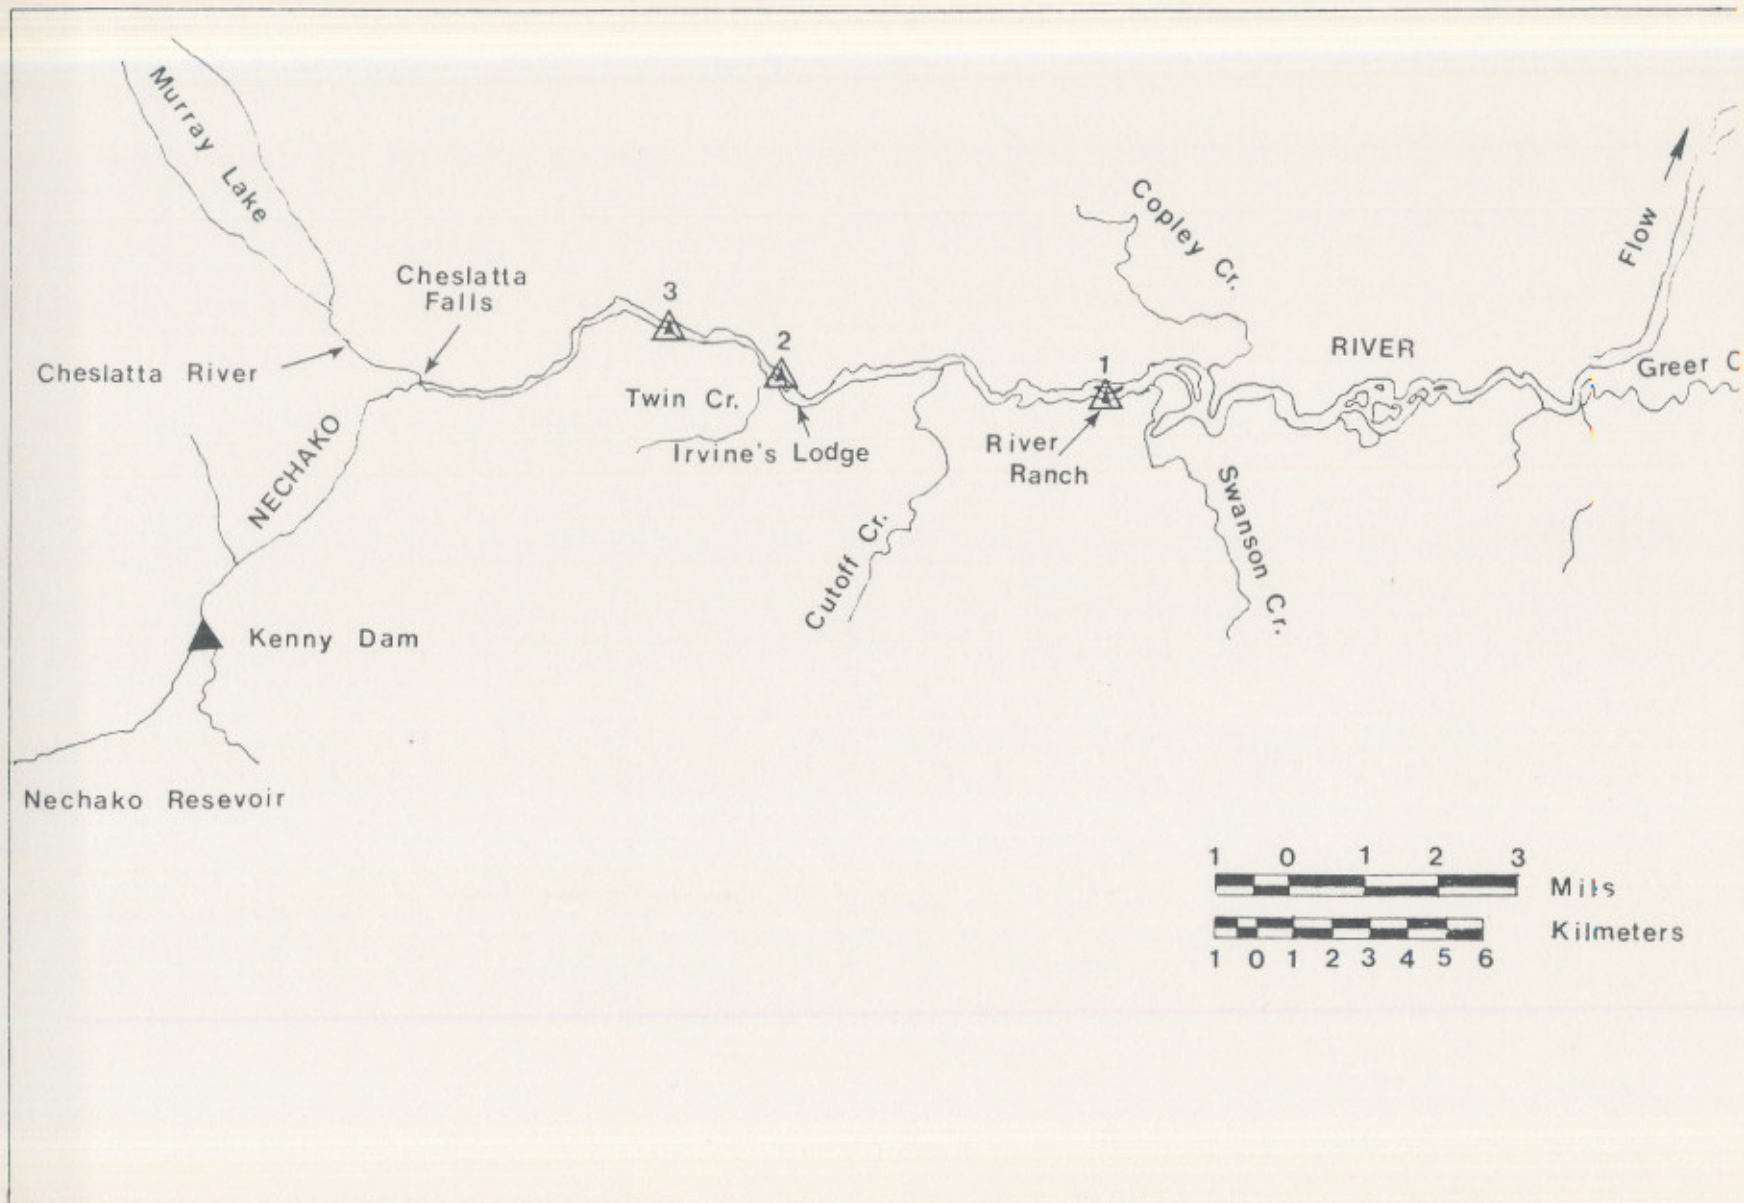 Murray Lake
Copley Cr.
Flow
Cheslatta
Falls
3
2
1
RIVER
Cheslatta River
Greer C
Twin Cr.
NECHAKO
Irvine's Lodge
River
Ranch
Swanson Cr.
Cutoff Cr.
Kenny Dam
Nechako Resevoir
1 0 1 2 3
Mils
Kilmeters
1 0 1 2 3 4 5 6